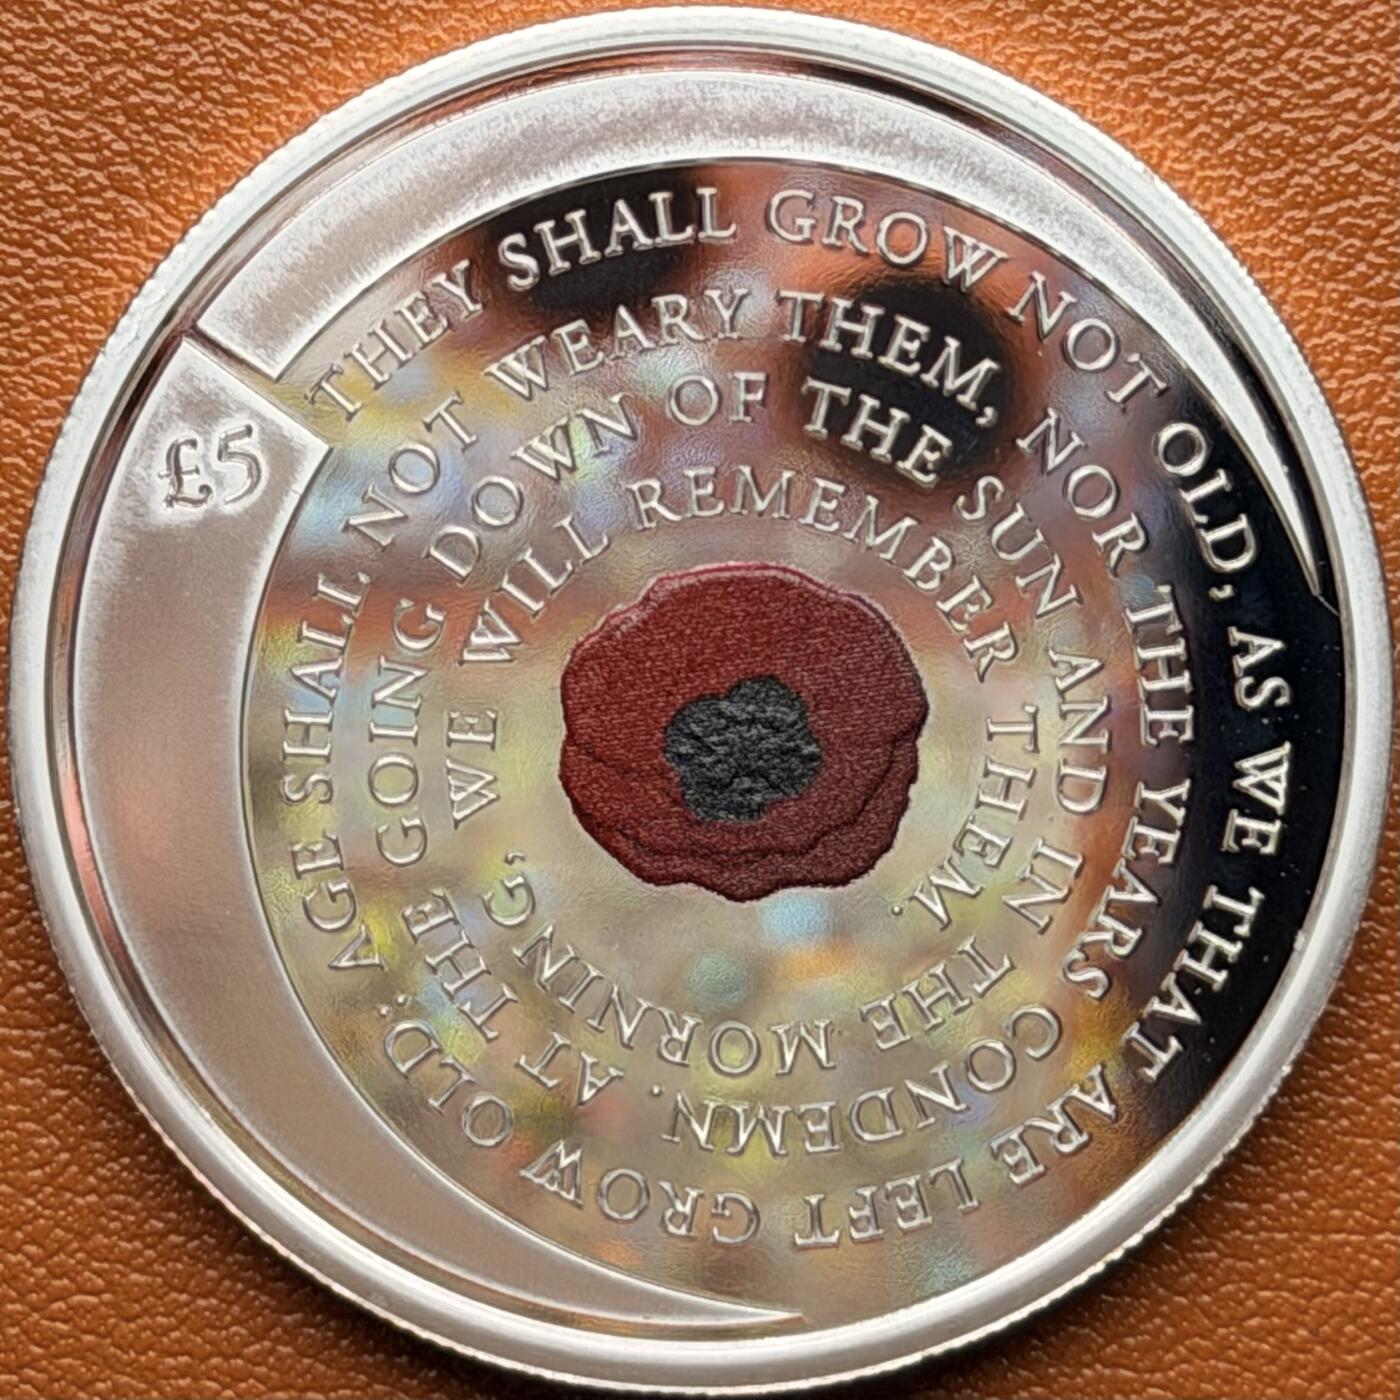 £5
THEY SHALL GROW NOT OLD, AS WE THAT ARE LEFT GROW OLD:
AGE SHALL NOT WEARY THEM, NOR THE YEARS CONDEMN. AT THE
GOING DOWN OF THE SUN AND IN THE MORNING,
WE WILL REMEMBER THEM.